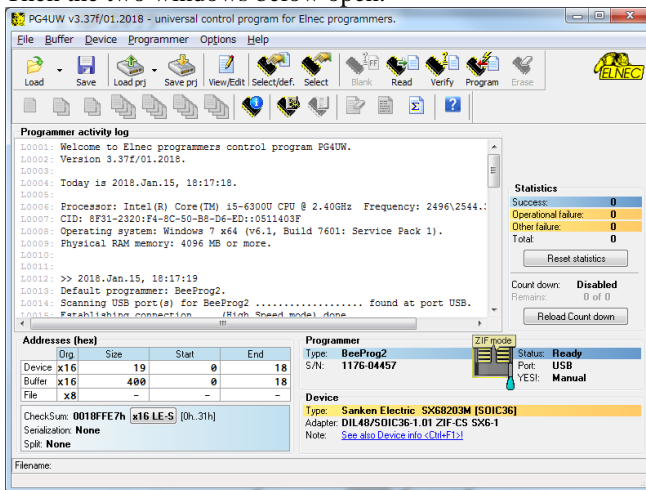 Then the two windows below open.
PG4UW v3.37f/01.2018 - universal control program for Elnec programmers.
File Buffer Device Programmer Options Help
Load Save Load prj Save prj View/Edit Select/def. Select Blank Read Verify Program Erase
ELNEC
Programmer activity log
L0001: Welcome to Elnec programmers control program PG4UW.
L0002: Version 3.37f/01.2018.
L0003:
L0004: Today is 2018.Jan.15, 18:17:18.
L0005:
L0006: Processor: Intel(R) Core(TM) i5-6300U CPU @ 2.40GHz Frequency: 2496\2544.
L0007: CID: 8F31-2320:F4-8C-50-B8-D6-ED::0511403F
L0008: Operating system: Windows 7 x64 (v6.1, Build 7601: Service Pack 1).
L0009: Physical RAM memory: 4096 MB or more.
L0010:
L0011:
L0012: >> 2018.Jan.15, 18:17:19
L0013: Default programmer: BeeProg2.
L0014: Scanning USB port(s) for BeeProg2 .................. found at port USB.
L0015: Establishing connection... (High Speed mode) done
Statistics
Success: 0
Operational failure: 0
Other failure: 0
Total: 0
Reset statistics
Count down: Disabled
Remains: 0 of 0
Reload Count down
Addresses (hex)
Org. Size Start End
Device x16 19 0 18
Buffer x16 400 0 18
File x8 - - -
CheckSum: 0018FFE7h x16 LE-S [0h..31h]
Serialization: None
Split: None
Programmer
Type: BeeProg2
S/N: 1176-04457
ZIF mode
Status: Ready
Port: USB
YES!: Manual
Device
Type: Sanken Electric SX68203M [SOIC36]
Adapter: DIL48/SOIC36-1.01 ZIF-CS SX6-1
Note: See also Device info <Ctrl+F1>!
Filename: